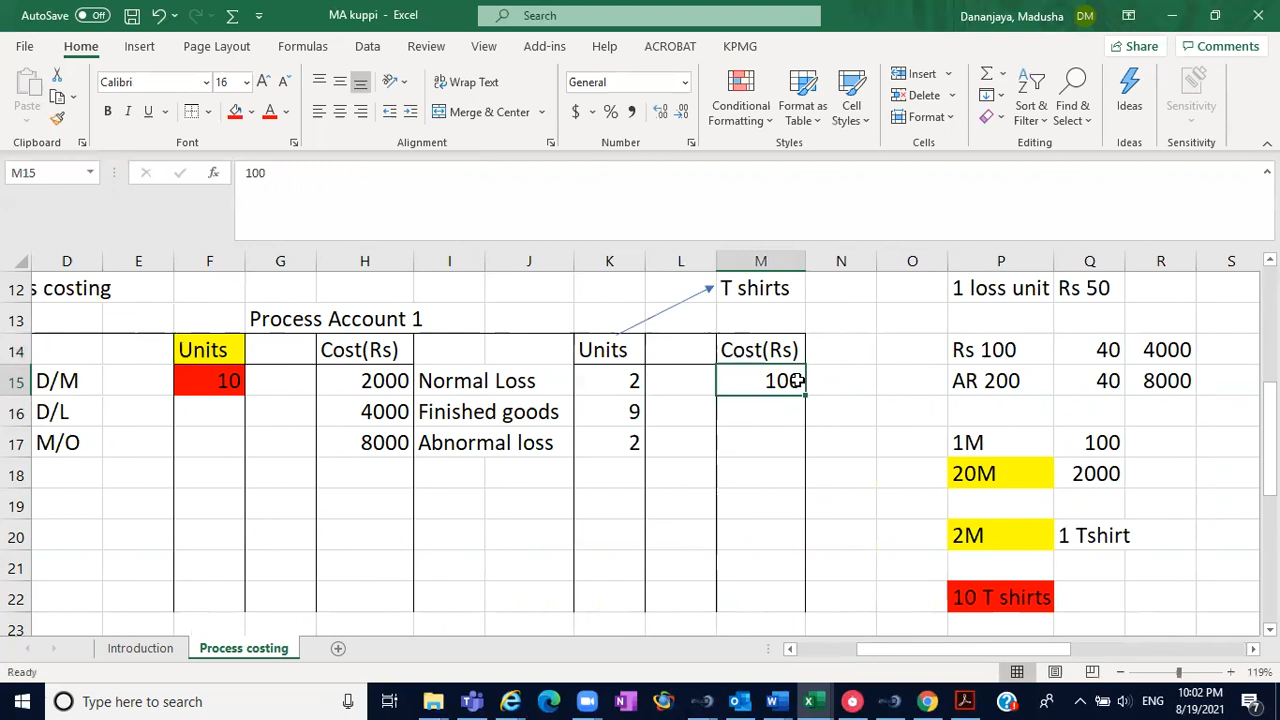 AutoSave Off MA kuppi - Excel Search Dananjaya, Madusha DM
File Home Insert Page Layout Formulas Data Review View Add-ins Help ACROBAT KPMG Share Comments
Paste Calibri 16 A A Wrap Text General Conditional Formatting Format as Table Cell Styles Insert Delete Format Sort & Filter Find & Select Ideas Sensitivity
B I U Merge & Center $ %
Clipboard Font Alignment Number Styles Cells Editing Ideas Sensitivity
M15 fx 100
D E F G H I J K L M N O P Q R S
12 s costing T shirts 1 loss unit Rs 50
13 Process Account 1
14 Units Cost(Rs) Units Cost(Rs) Rs 100 40 4000
15 D/M 10 2000 Normal Loss 2 100 AR 200 40 8000
16 D/L 4000 Finished goods 9
17 M/O 8000 Abnormal loss 2 1M 100
18 20M 2000
19
20 2M 1 Tshirt
21
22 10 T shirts
23
Introduction Process costing
Ready 119%
Type here to search ENG 10:02 PM 8/19/2021 7